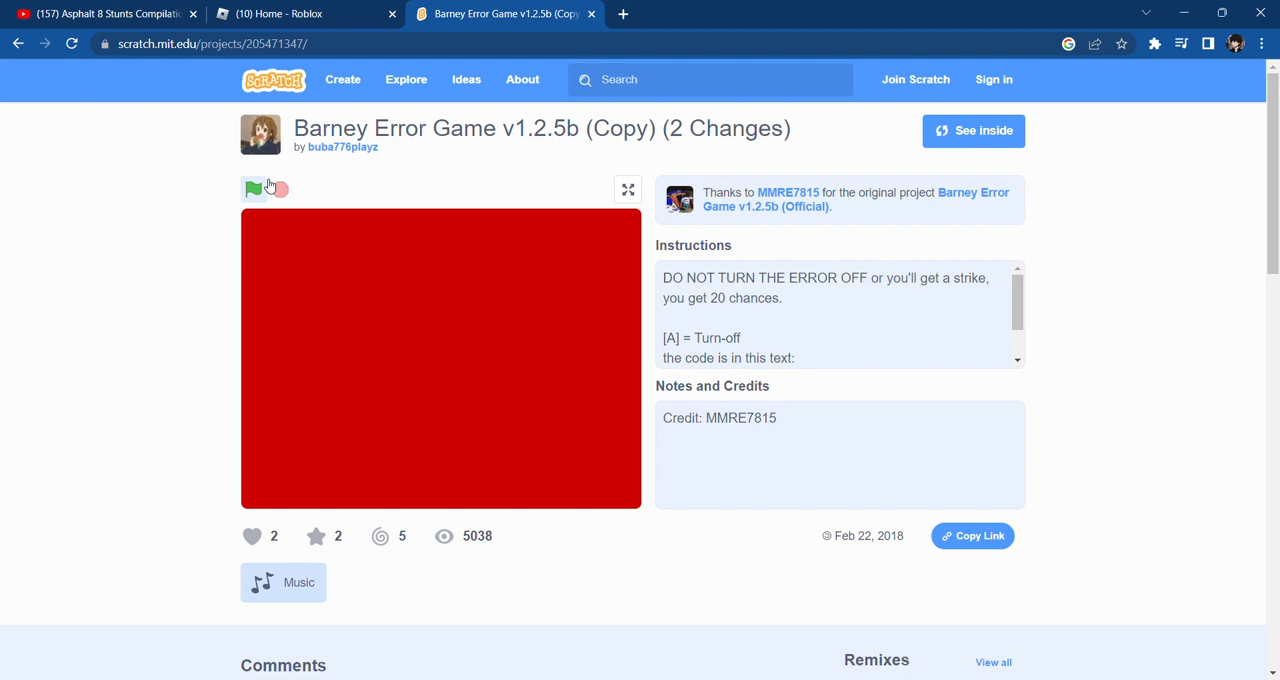 (157) Asphalt 8 Stunts Compilatic
(10) Home - Roblox
Barney Error Game v1.2.5b (Copy
scratch.mit.edu/projects/205471347/
SCRATCH
Create
Explore
Ideas
About
Search
Join Scratch
Sign in
Barney Error Game v1.2.5b (Copy) (2 Changes)
by buba776playz
See inside
Thanks to MMRE7815 for the original project Barney Error
Game v1.2.5b (Official).
Instructions
DO NOT TURN THE ERROR OFF or you'll get a strike,
you get 20 chances.
[A] = Turn-off
the code is in this text:
Notes and Credits
Credit: MMRE7815
2
2
5
5038
© Feb 22, 2018
Copy Link
Music
Comments
Remixes
View all